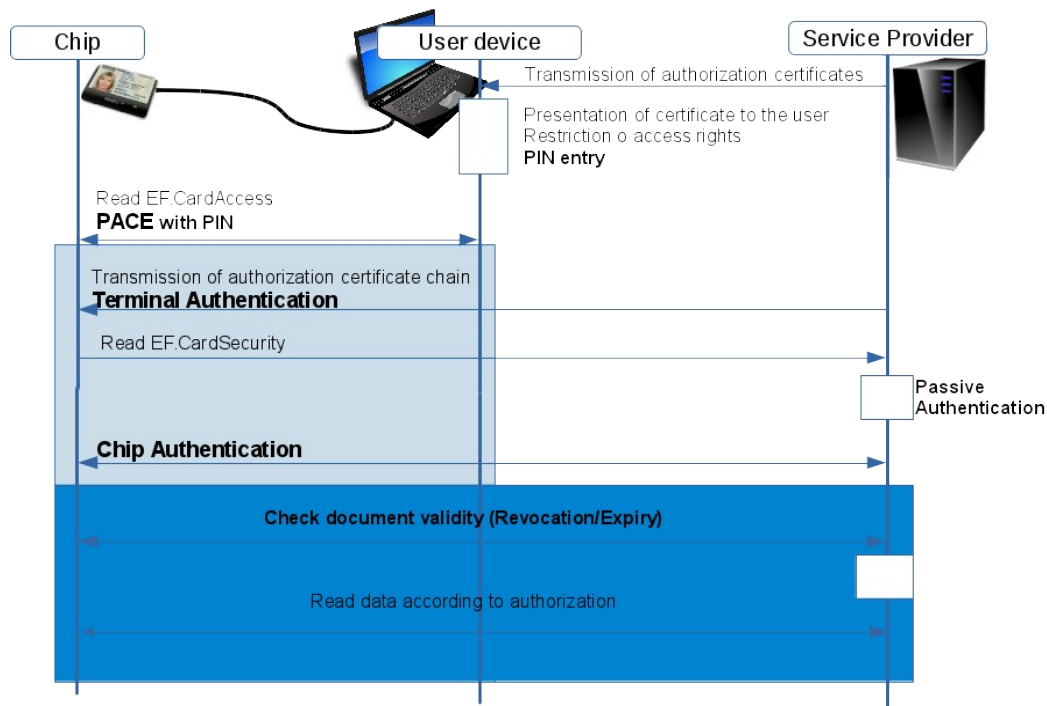 Chip
User device
Service Provider
Transmission of authorization certificates
Presentation of certificate to the user
Restriction o access rights
PIN entry
Read EF.CardAccess
PACE with PIN
Transmission of authorization certificate chain
Terminal Authentication
Read EF.CardSecurity
Passive
Authentication
Chip Authentication
Check document validity (Revocation/Expiry)
Read data according to authorization